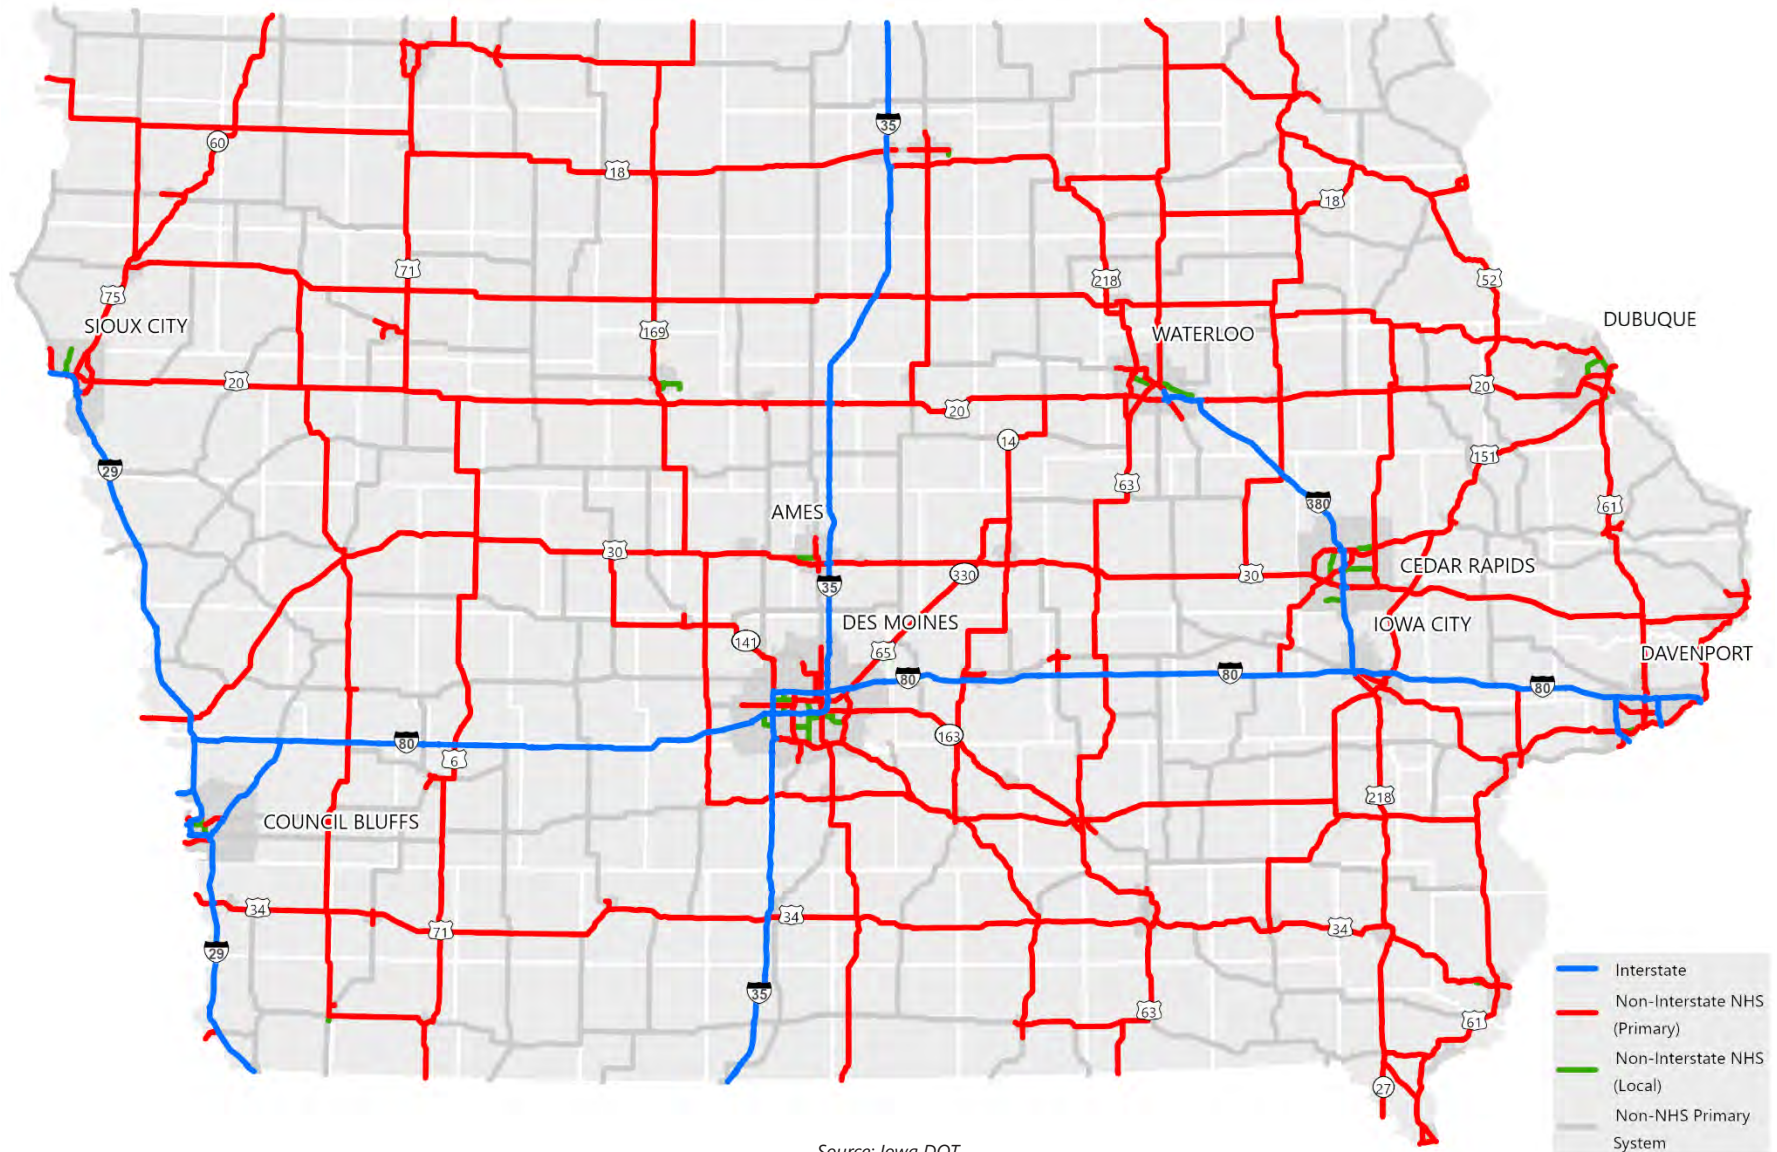 35
60
18
18
71
218
52
75
SIOUX CITY
169
WATERLOO
DUBUQUE
20
20
20
14
151
29
63
380
61
AMES
30
330
30
CEDAR RAPIDS
35
DES MOINES
IOWA CITY
141
65
DAVENPORT
80
80
80
163
80
6
218
COUNCIL BLUFFS
34
34
71
34
29
35
63
61
27
Interstate
Non-Interstate NHS
(Primary)
Non-Interstate NHS
(Local)
Non-NHS Primary
System
Source: Iowa DOT